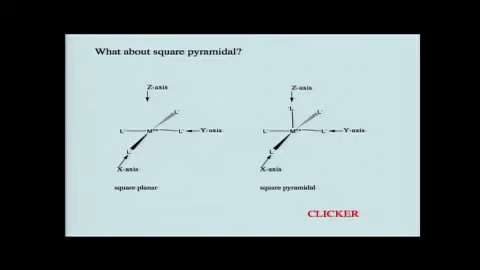 What about square pyramidal?
Z-axis
L-
L-
M
L-
Y-axis
L-
X-axis
square planar
Z-axis
L-
L-
L-
M
L-
Y-axis
L-
X-axis
square pyramidal
CLICKER